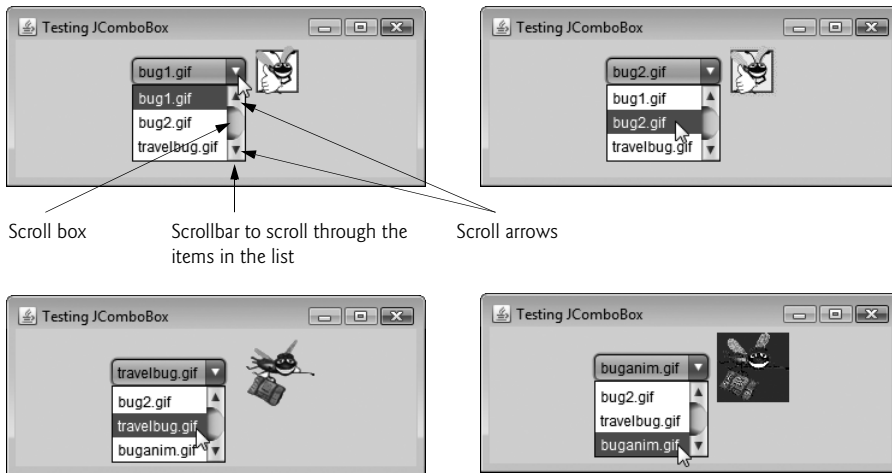 Testing JComboBox
bug1.gif
bug1.gif
bug2.gif
travelbug.gif
Testing JComboBox
bug2.gif
bug1.gif
bug2.gif
travelbug.gif
Scroll box
Scrollbar to scroll through the
items in the list
Scroll arrows
Testing JComboBox
travelbug.gif
bug2.gif
travelbug.gif
buganim.gif
Testing JComboBox
buganim.gif
bug2.gif
travelbug.gif
buganim.gif